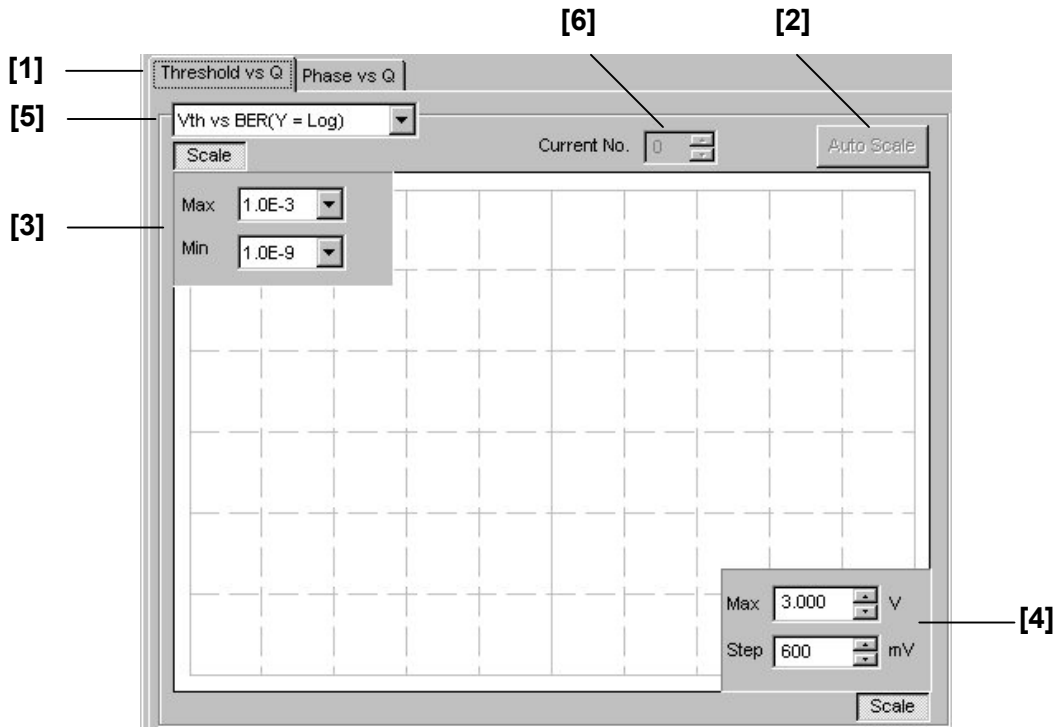 [6] [2]
[1] Threshold vs Q Phase vs Q
[5] Vth vs BER(Y = Log)
Current No. 0 Auto Scale
Scale
[3] Max 1.0E-3
Min 1.0E-9
Max 3.000 V
[4]
Step 600 mV
Scale